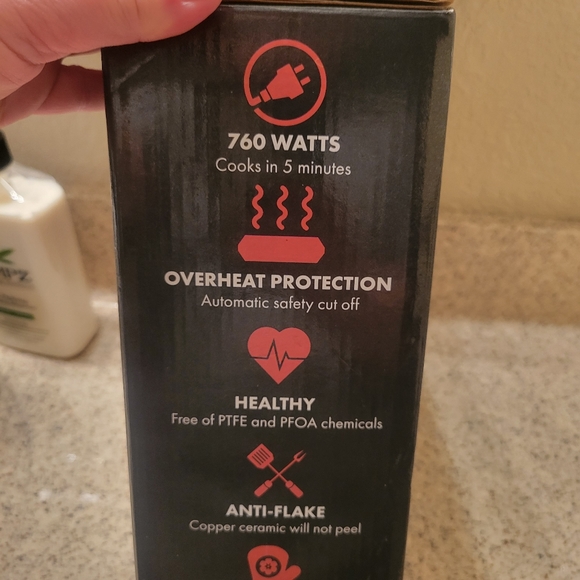 760 WATTS
Cooks in 5 minutes
OVERHEAT PROTECTION
Automatic safety cut off
HEALTHY
Free of PTFE and PFOA chemicals
ANTI-FLAKE
Copper ceramic will not peel